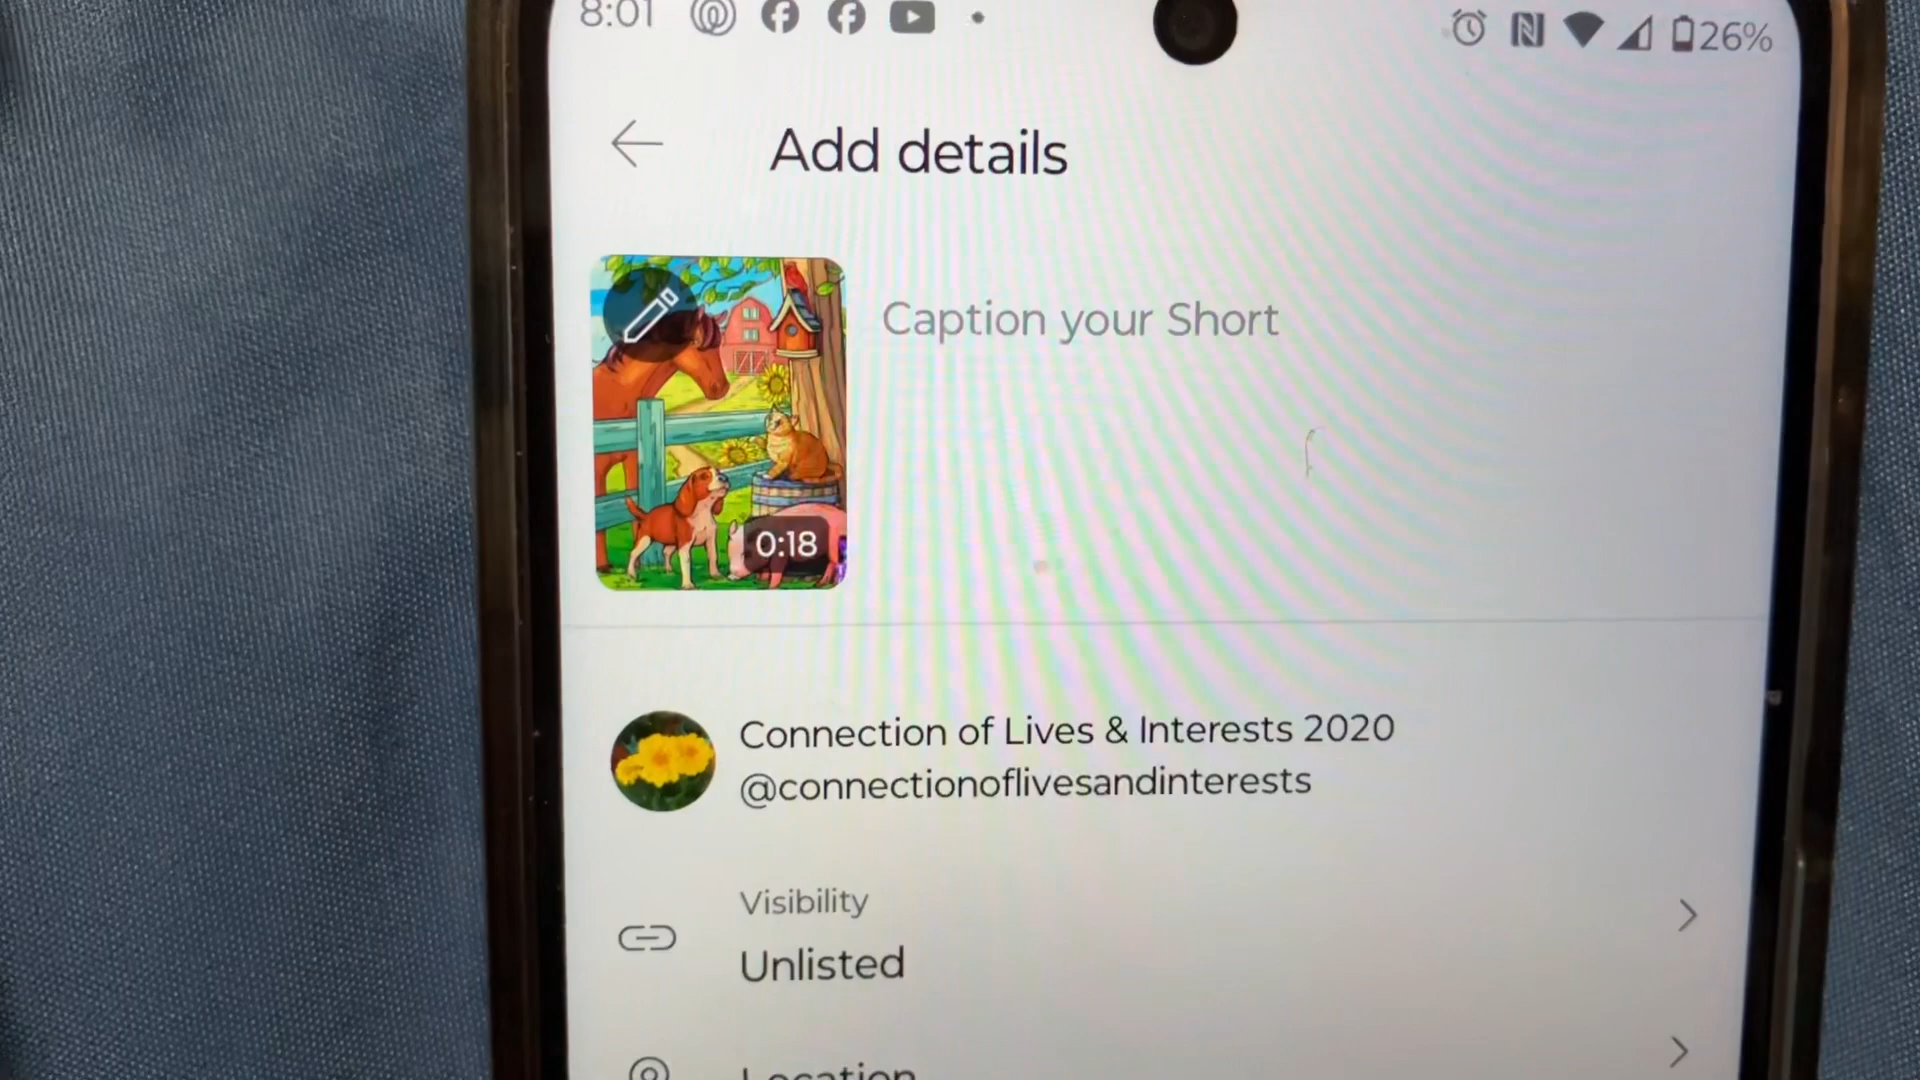 8:01
26%
Add details
Caption your Short
0:18
Connection of Lives & Interests 2020
@connectionoflivesandinterests
Visibility
Unlisted
Location